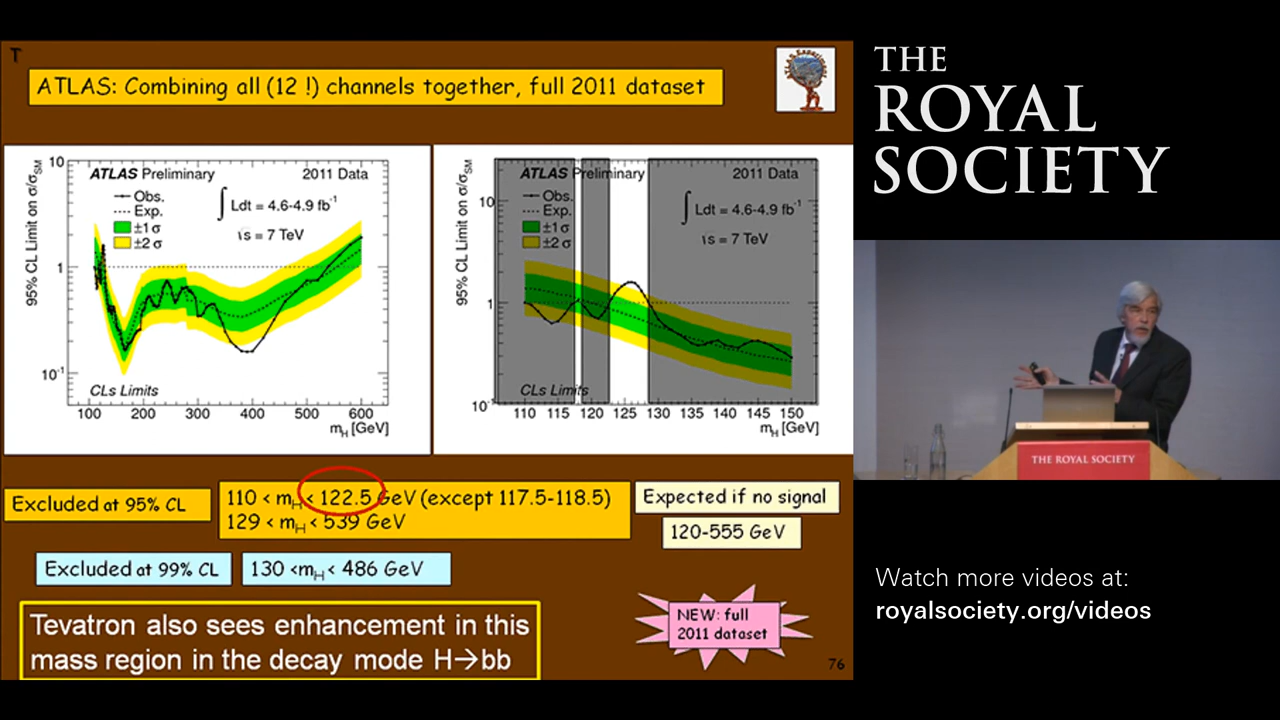 T
ATLAS: Combining all (12 !) channels together, full 2011 dataset
ATLAS Preliminary 2011 Data
Obs.
Exp.
±1 σ
±2 σ
∫ Ldt = 4.6-4.9 fb⁻¹
√s = 7 TeV
95% CL Limit on σ/σSM
10
1
10⁻¹
CLs Limits
100 200 300 400 500 600
mH [GeV]
ATLAS Preliminary 2011 Data
Obs.
Exp.
±1 σ
±2 σ
∫ Ldt = 4.6-4.9 fb⁻¹
√s = 7 TeV
95% CL Limit on σ/σSM
10
1
10⁻¹
CLs Limits
110 115 120 125 130 135 140 145 150
mH [GeV]
Excluded at 95% CL
110 < mH < 122.5 GeV (except 117.5-118.5)
129 < mH < 539 GeV
Expected if no signal
120-555 GeV
Excluded at 99% CL
130 <mH < 486 GeV
Tevatron also sees enhancement in this
mass region in the decay mode H→bb
NEW: full
2011 dataset
76
THE
ROYAL
SOCIETY
THE ROYAL SOCIETY
Watch more videos at:
royalsociety.org/videos